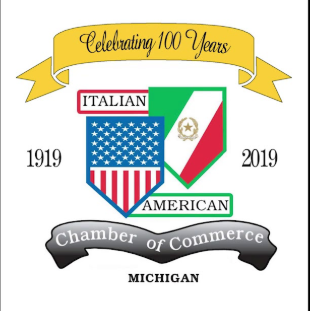 Celebrating 100 Years
ITALIAN
1919
2019
AMERICAN
Chamber of Commerce
MICHIGAN